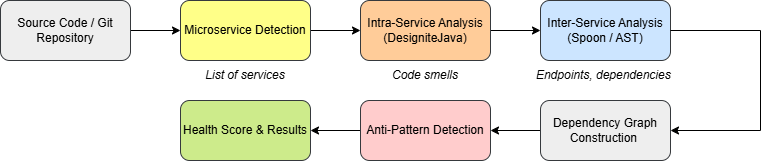 Source Code / Git
Repository
Microservice Detection
Intra-Service Analysis
(DesigniteJava)
Inter-Service Analysis
(Spoon / AST)
List of services
Code smells
Endpoints, dependencies
Health Score & Results
Anti-Pattern Detection
Dependency Graph
Construction